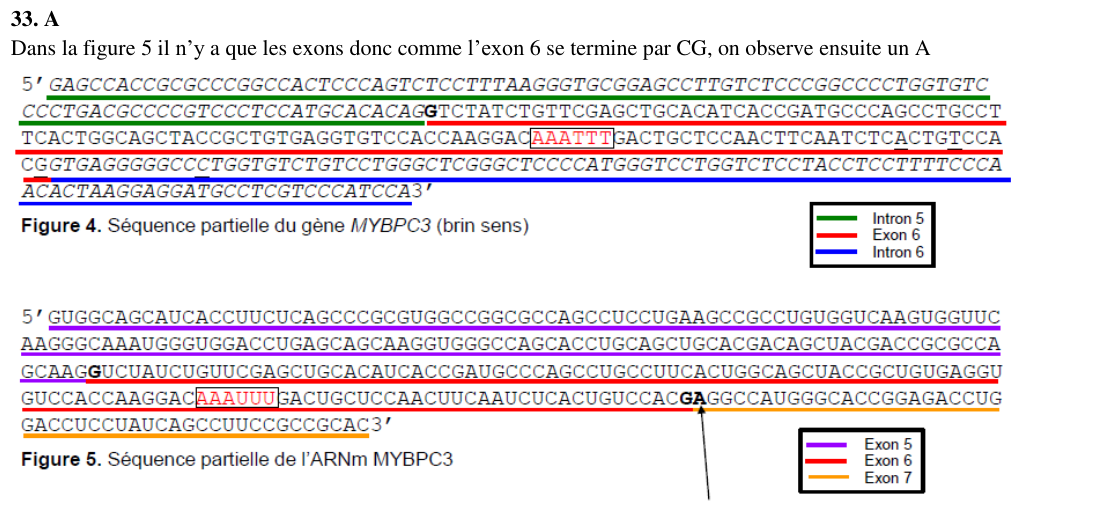 33. A
Dans la figure 5 il n’y a que les exons donc comme l’exon 6 se termine par CG, on observe ensuite un A
5’GAGCCACCGCGCCCGGCCACTCCCAGTCTCCTTTAAGGGTGCGGAGCCTTGTCTCCCGGCCCCTGGTGTC
CCCTGACGCCCCGTCCCTCCATGCACACAGGTCTATCTGTTCGAGCTGCACATCACCGATGCCCAGCCTGCCT
TCACTGGCAGCTACCGCTGTGAGGTGTCCACCAAGGACAAATTTGACTGCTCCAACTTCAATCTCACTGTCCA
CGGTGAGGGGGCCCTGGTGTCTGTCCTGGGCTCGGGCTCCCCATGGGTCCTGGTCTCCTACCTCCTTTTCCCA
ACACTAAGGAGGATGCCTCGTCCCATCCA3’
Figure 4. Séquence partielle du gène MYBPC3 (brin sens)
Intron 5
Exon 6
Intron 6
5’GUGGCAGCAUCACCUUCUCAGCCCGCGUGGCCGGCGCCAGCCUCCUGAAGCCGCCUGUGGUCAAGUGGUUC
AAGGGCAAAUGGGUGGACCUGAGCAGCAAGGUGGGCCAGCACCUGCAGCUGCACGACAGCUACGACCGCGCCA
GCAAGGUCUAUCUGUUCGAGCUGCACAUCACCGAUGCCCAGCCUGCCUUCACUGGCAGCUACCGCUGUGAGGU
GUCCACCAAGGACAAAUUUGACUGCUCCAACUUCAAUCUCACUGUCCACGAGGCCAUGGGCACCGGAGACCUG
GACCUCCUAUCAGCCUUCCGCCGCAC3’
Figure 5. Séquence partielle de l’ARNm MYBPC3
Exon 5
Exon 6
Exon 7